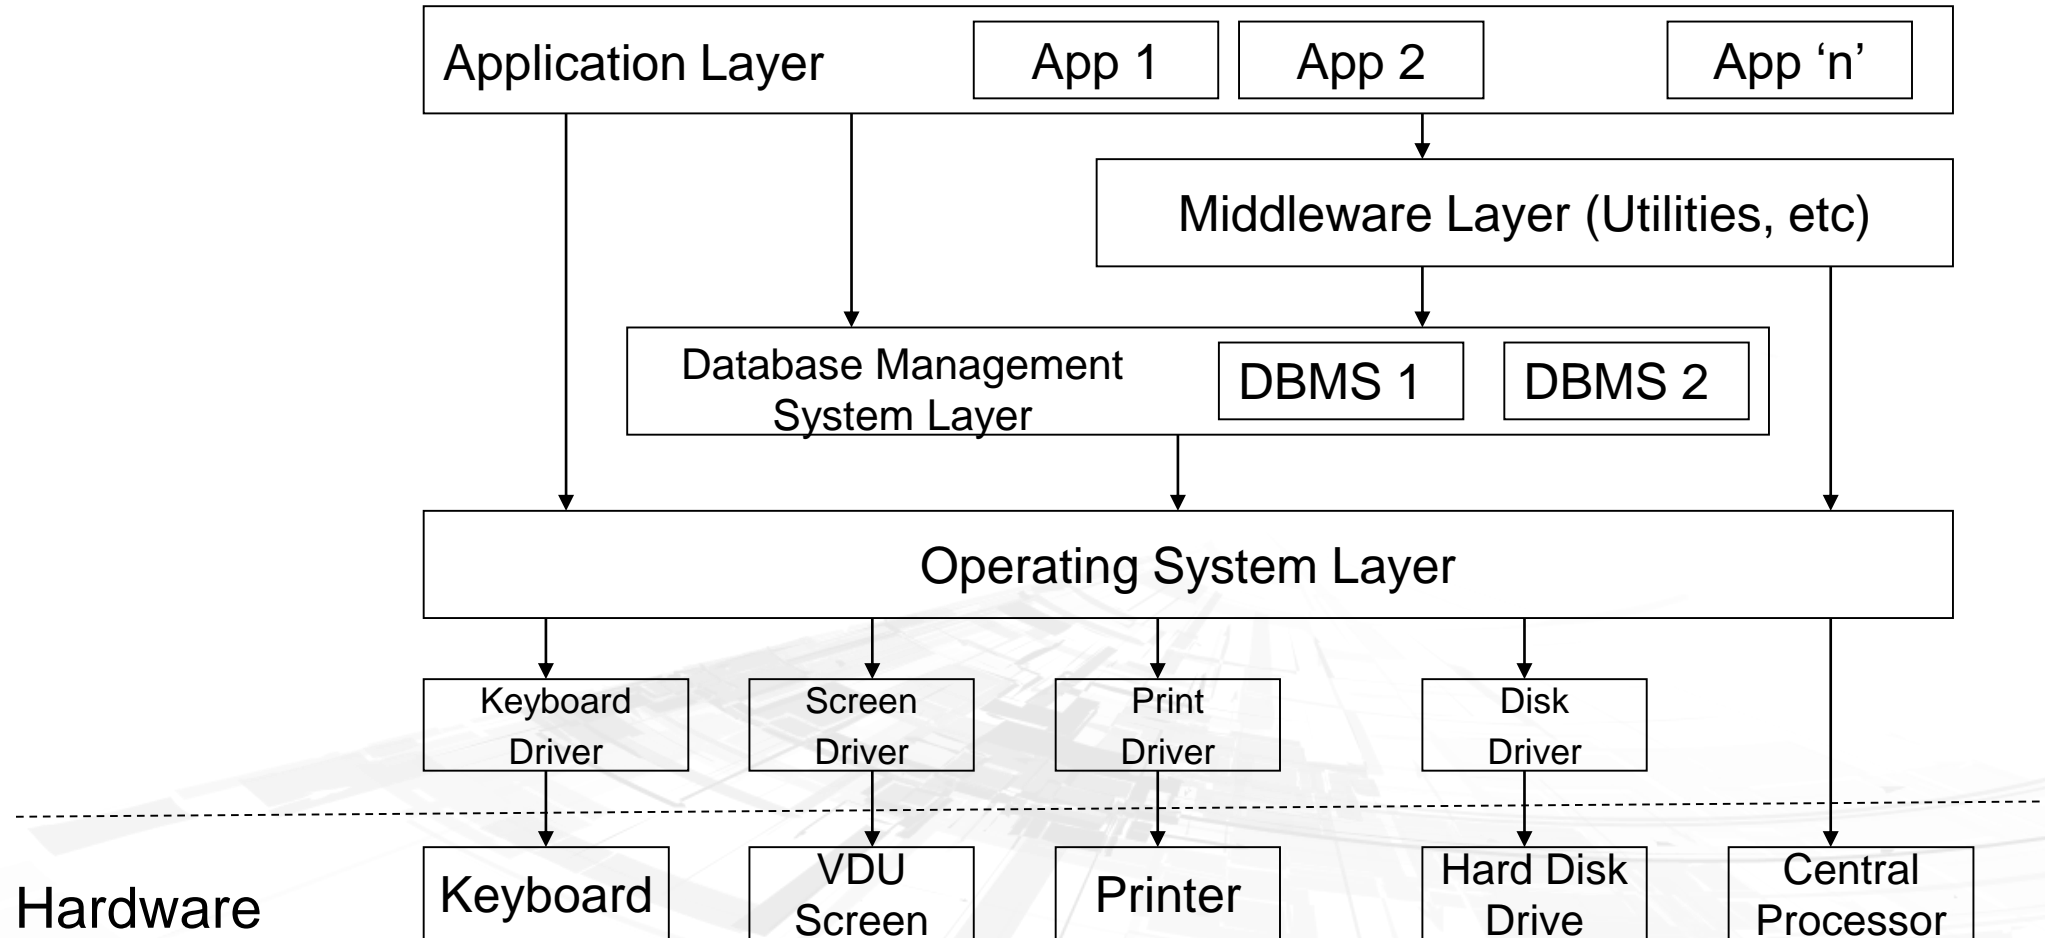 Application Layer
App 1
App 2
App ‘n’
Middleware Layer (Utilities, etc)
Database Management
System Layer
DBMS 1
DBMS 2
Operating System Layer
Keyboard
Driver
Screen
Driver
Print
Driver
Disk
Driver
Hardware
Keyboard
VDU
Screen
Printer
Hard Disk
Drive
Central
Processor